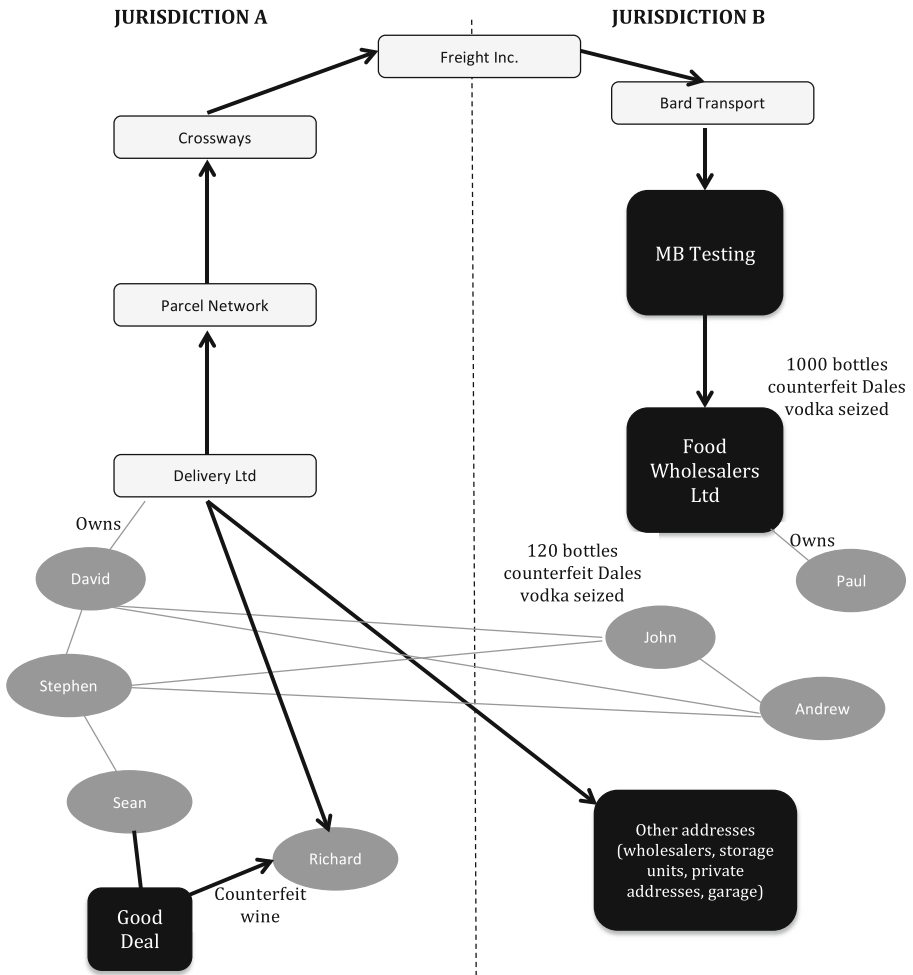 JURISDICTION A
JURISDICTION B
Freight Inc.
Bard Transport
Crossways
MB Testing
Parcel Network
1000 bottles
counterfeit Dales
vodka seized
Food
Wholesalers
Ltd
Delivery Ltd
Owns
Owns
120 bottles
counterfeit Dales
vodka seized
David
Paul
John
Stephen
Andrew
Sean
Other addresses
(wholesalers, storage
units, private
addresses, garage)
Richard
Counterfeit
wine
Good
Deal